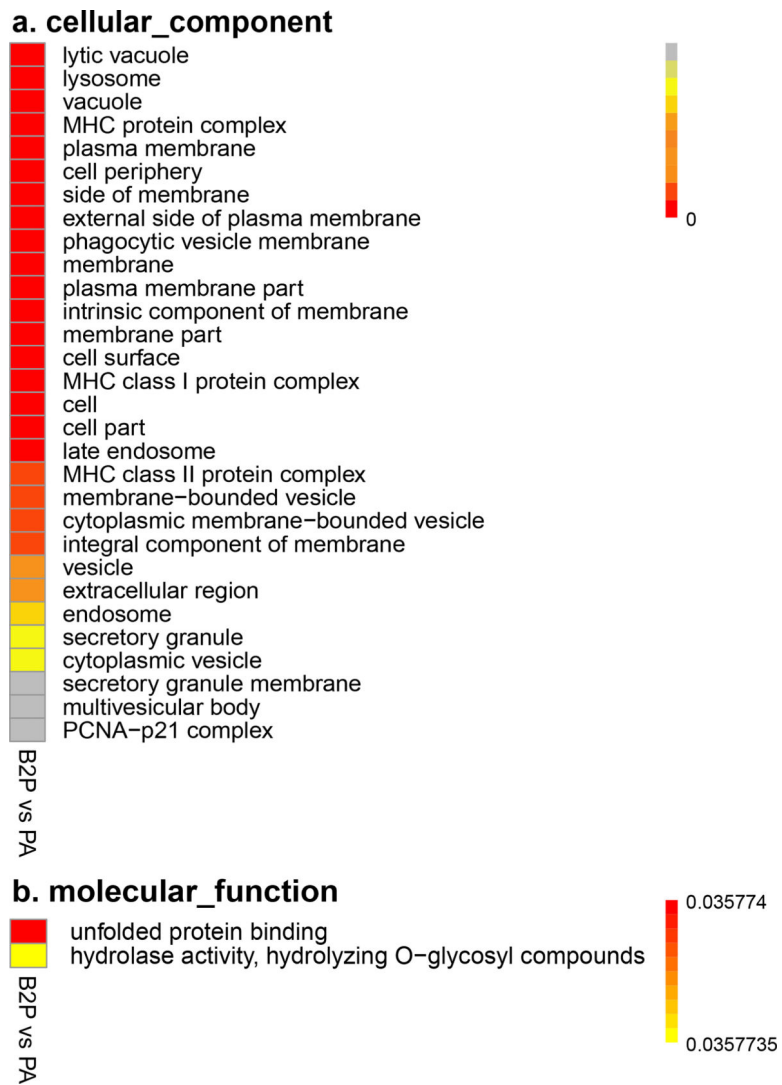 a. cellular_component
lytic vacuole
lysosome
vacuole
MHC protein complex
plasma membrane
cell periphery
side of membrane
external side of plasma membrane
phagocytic vesicle membrane
membrane
plasma membrane part
intrinsic component of membrane
membrane part
cell surface
MHC class I protein complex
cell
cell part
late endosome
MHC class II protein complex
membrane−bounded vesicle
cytoplasmic membrane−bounded vesicle
integral component of membrane
vesicle
extracellular region
endosome
secretory granule
cytoplasmic vesicle
secretory granule membrane
multivesicular body
PCNA−p21 complex
B2P vs PA
0
b. molecular_function
unfolded protein binding
hydrolase activity, hydrolyzing O−glycosyl compounds
B2P vs PA
0.035774
0.0357735